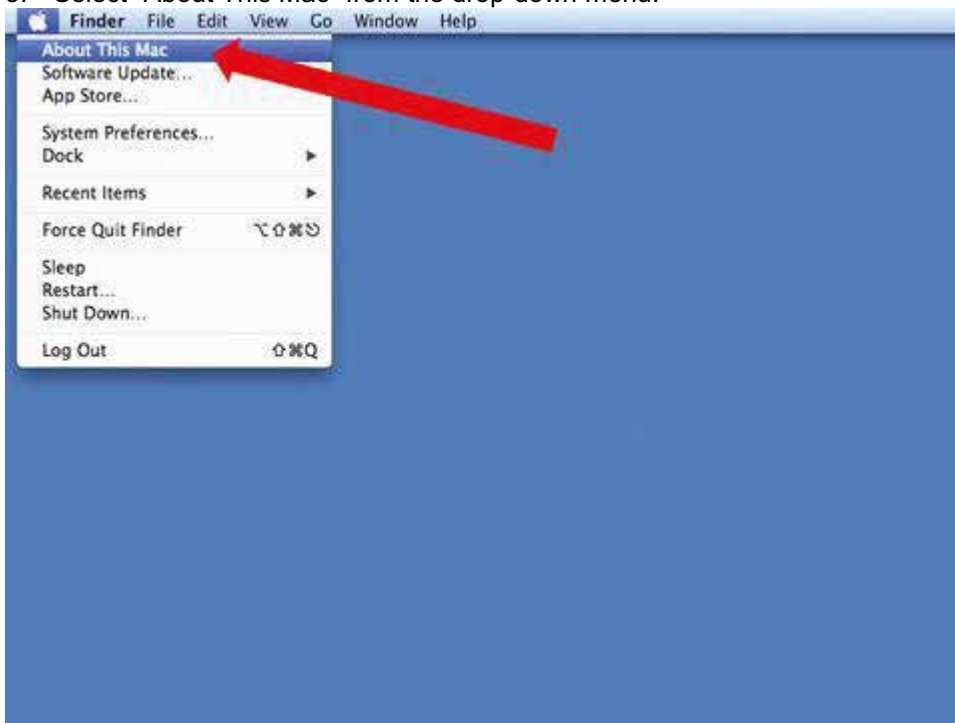 Select "About This Mac" from the drop down menu.
Finder File Edit View Go Window Help
About This Mac
Software Update...
App Store...
System Preferences...
Dock ▶
Recent Items ▶
Force Quit Finder ⌥⇧⌘⎋
Sleep
Restart...
Shut Down...
Log Out ⇧⌘Q